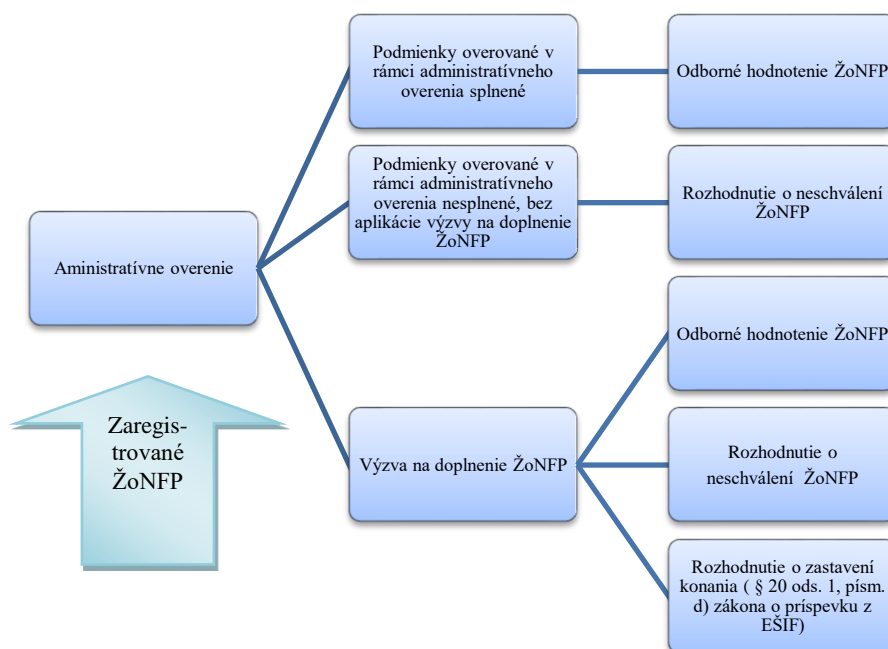 Podmienky overované v
rámci administratívneho
overenia splnené
Odborné hodnotenie ŽoNFP
Podmienky overované v
rámci administratívneho
overenia nesplnené, bez
aplikácie výzvy na doplnenie
ŽoNFP
Rozhodnutie o neschválení
ŽoNFP
Aministratívne overenie
Odborné hodnotenie ŽoNFP
Zaregis-
trované
ŽoNFP
Výzva na doplnenie ŽoNFP
Rozhodnutie o
neschválení ŽoNFP
Rozhodnutie o zastavení
konania ( § 20 ods. 1, písm.
d) zákona o príspevku z
EŠIF)